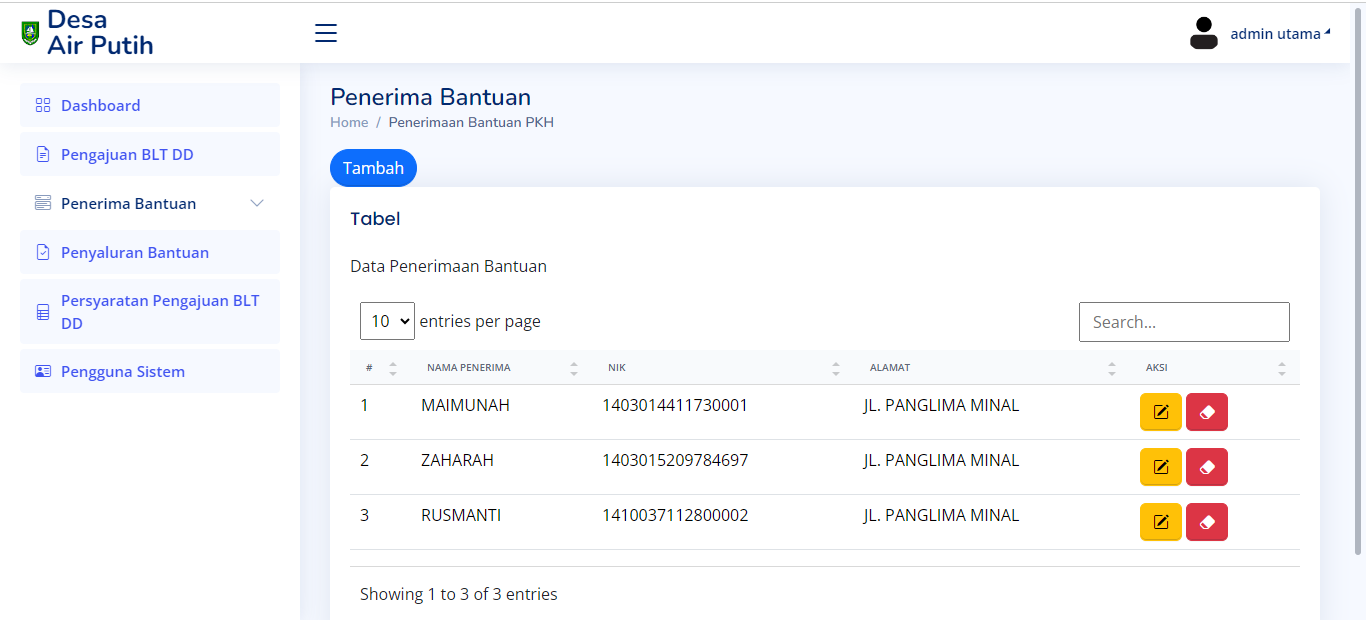 Desa
Air Putih
admin utama
Dashboard
Pengajuan BLT DD
Penerima Bantuan
Penyaluran Bantuan
Persyaratan Pengajuan BLT
DD
Pengguna Sistem
Penerima Bantuan
Home / Penerimaan Bantuan PKH
Tambah
Tabel
Data Penerimaan Bantuan
10 entries per page
Search...
# NAMA PENERIMA NIK ALAMAT AKSI
1 MAIMUNAH 1403014411730001 JL. PANGLIMA MINAL
2 ZAHARAH 1403015209784697 JL. PANGLIMA MINAL
3 RUSMANTI 1410037112800002 JL. PANGLIMA MINAL
Showing 1 to 3 of 3 entries